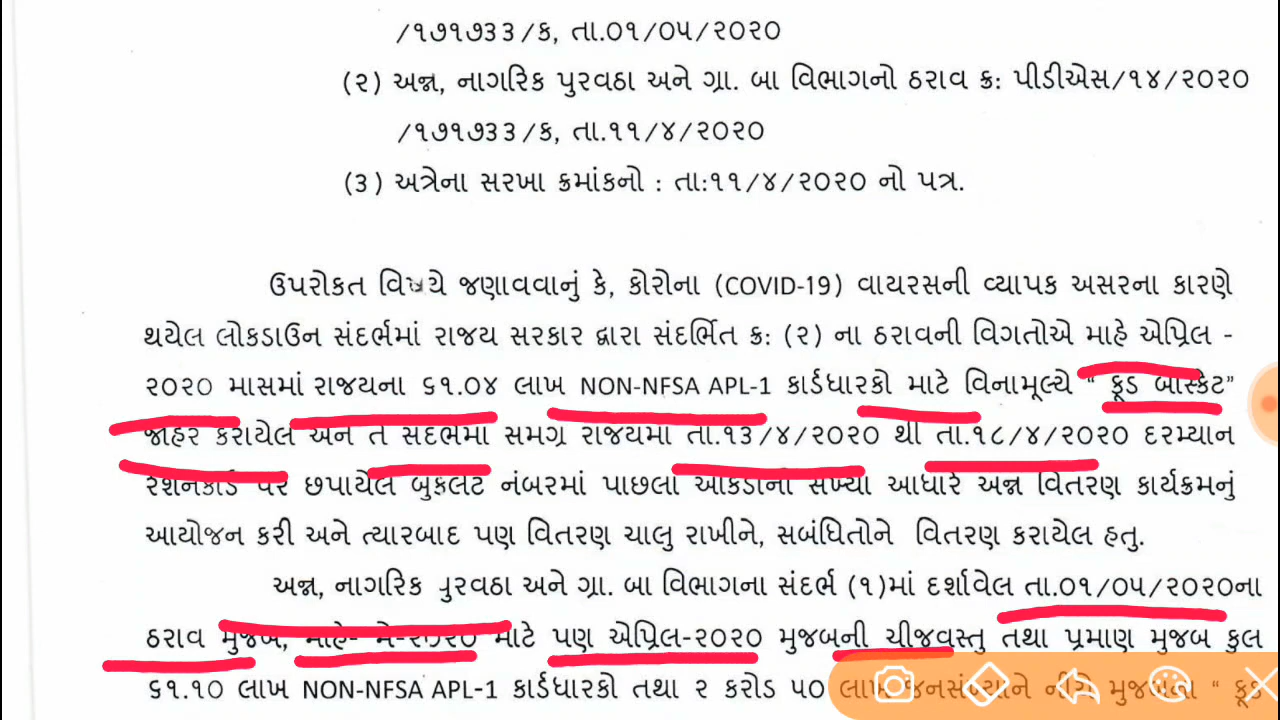 /૧૭૧૭૩૩/ક, તા.૦૧/૦૫/૨૦૨૦
(૨) અન્ન, નાગરિક પુરવઠા અને ગ્રા. બા વિભાગનો ઠરાવ ક્ર: પીડીએસ/૧૪/૨૦૨૦
/૧૭૧૭૩૩/ક, તા.૧૧/૪/૨૦૨૦
(૩) અત્રેના સરખા ક્રમાંકનો : તા:૧૧/૪/૨૦૨૦ નો પત્ર.
ઉપરોકત વિષયે જણાવવાનું કે, કોરોના (COVID-19) વાયરસની વ્યાપક અસરના કારણે
થયેલ લોકડાઉન સંદર્ભમાં રાજય સરકાર દ્વારા સંદર્ભિત ક્ર: (૨) ના ઠરાવની વિગતોએ માહે એપ્રિલ -
૨૦૨૦ માસમાં રાજયના ૬૧.૦૪ લાખ NON-NFSA APL-1 કાર્ડધારકો માટે વિનામૂલ્યે “ ફૂડ બાસ્કેટ”
જાહેર કરાયેલ અને તે સંદર્ભમાં સમગ્ર રાજયમાં તા.૧૩/૪/૨૦૨૦ થી તા.૧૮/૪/૨૦૨૦ દરમ્યાન
રેશનકાર્ડ પર છપાયેલ બુકલેટ નંબરમાં પાછલા આંકડાની સંખ્યા આધારે અન્ન વિતરણ કાર્યક્રમનું
આયોજન કરી અને ત્યારબાદ પણ વિતરણ ચાલુ રાખીને, સબંધિતોને વિતરણ કરાયેલ હતુ.
અન્ન, નાગરિક પુરવઠા અને ગ્રા. બા વિભાગના સંદર્ભ (૧)માં દર્શાવેલ તા.૦૧/૦૫/૨૦૨૦ના
ઠરાવ મુજબ, માહે- મે-૨૦૨૦ માટે પણ એપ્રિલ-૨૦૨૦ મુજબની ચીજવસ્તુ તથા પ્રમાણ મુજબ કુલ
૬૧.૧૦ લાખ NON-NFSA APL-1 કાર્ડધારકો તથા ૨ કરોડ ૫૦ લાખ જનસંખ્યાને નીચે મુજબના “ ફૂડ